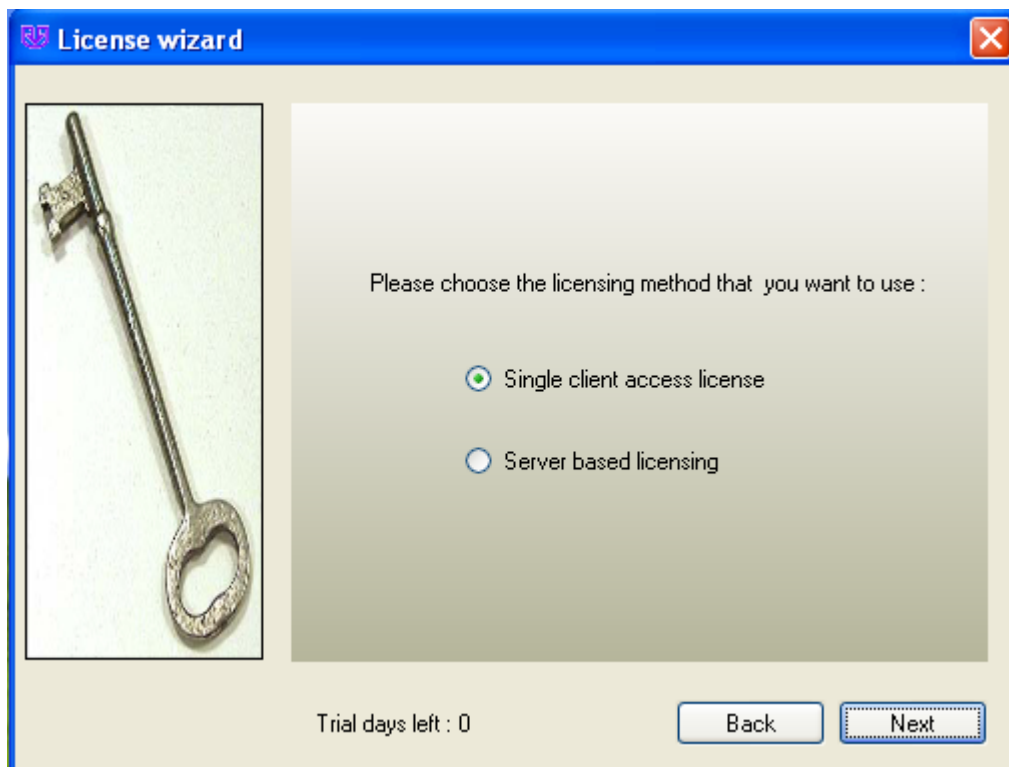 License wizard
Please choose the licensing method that  you want to use :
Single client access license
Server based licensing
Trial days left : 0
Back
Next